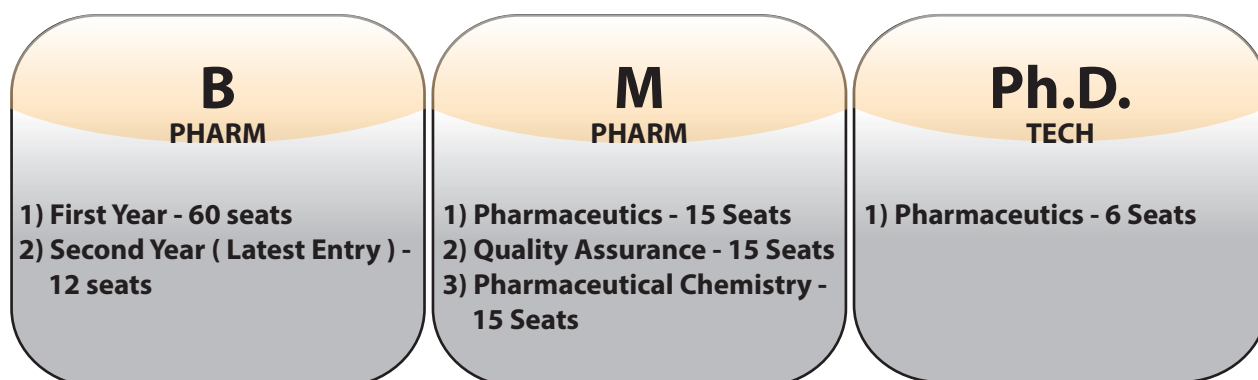 B
PHARM
1) First Year - 60 seats
2) Second Year ( Latest Entry ) -
12 seats
M
PHARM
1) Pharmaceutics - 15 Seats
2) Quality Assurance - 15 Seats
3) Pharmaceutical Chemistry -
15 Seats
Ph.D.
TECH
1) Pharmaceutics - 6 Seats